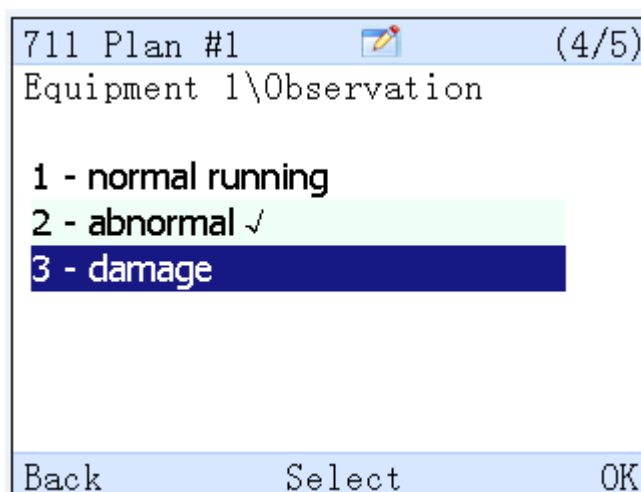 711 Plan #1 (4/5)
Equipment 1\Observation
1 - normal running
2 - abnormal √
3 - damage
Back Select OK